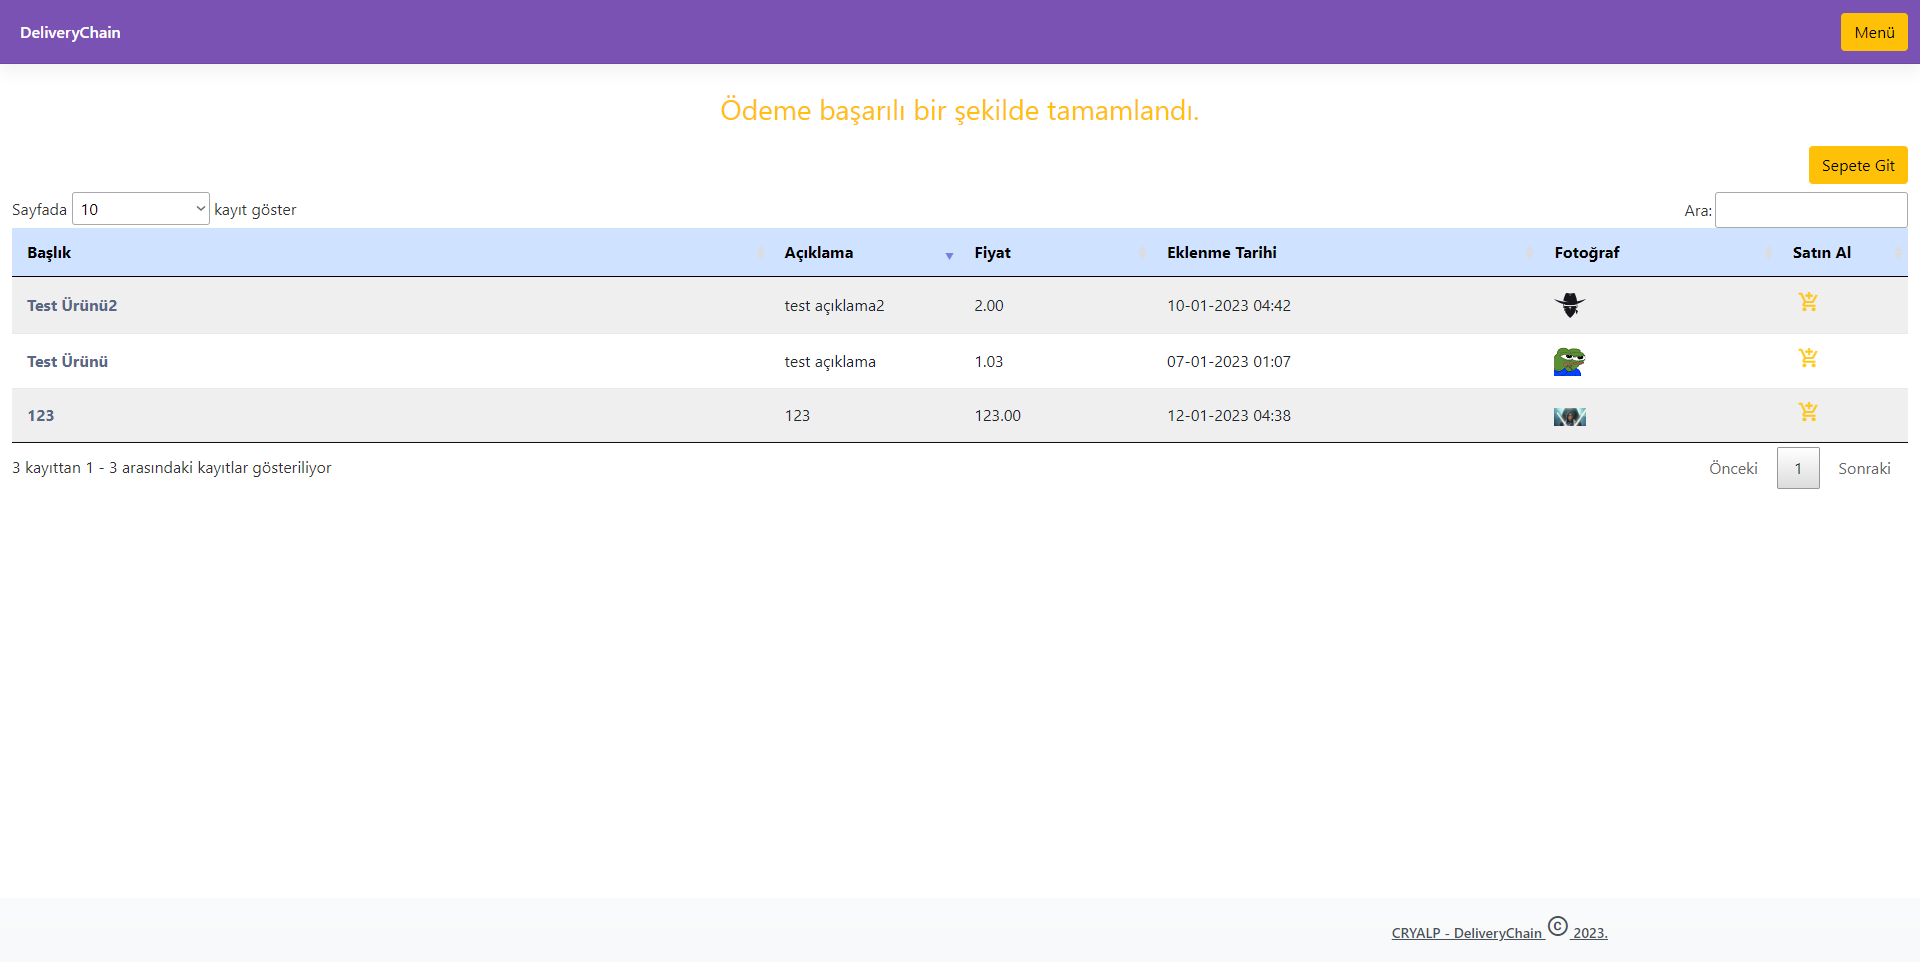 DeliveryChain Menü
Ödeme başarılı bir şekilde tamamlandı.
Sepete Git
Sayfada 10 kayıt göster Ara:
Başlık Açıklama Fiyat Eklenme Tarihi Fotoğraf Satın Al
Test Ürünü2 test açıklama2 2.00 10-01-2023 04:42
Test Ürünü test açıklama 1.03 07-01-2023 01:07
123 123 123.00 12-01-2023 04:38
3 kayıttan 1 - 3 arasındaki kayıtlar gösteriliyor Önceki 1 Sonraki
CRYALP - DeliveryChain © 2023.